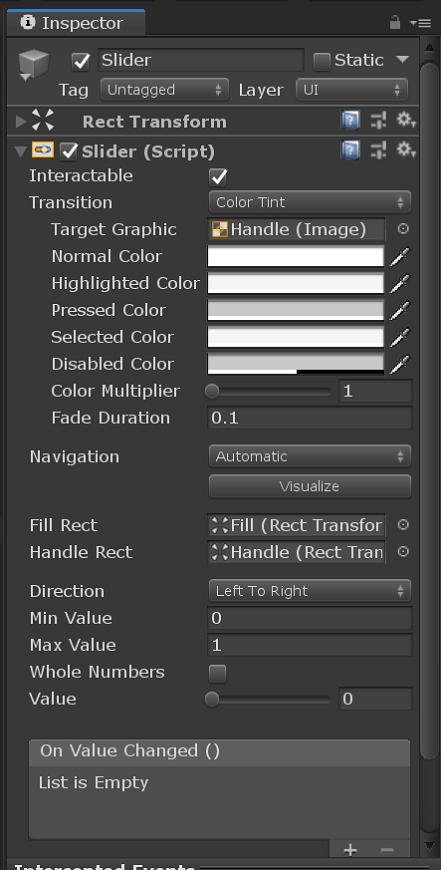 Inspector
Slider Static
Tag Untagged Layer UI
Rect Transform
Slider (Script)
Interactable
Transition Color Tint
Target Graphic Handle (Image)
Normal Color
Highlighted Color
Pressed Color
Selected Color
Disabled Color
Color Multiplier 1
Fade Duration 0.1
Navigation Automatic
Visualize
Fill Rect Fill (Rect Transfor
Handle Rect Handle (Rect Tran
Direction Left To Right
Min Value 0
Max Value 1
Whole Numbers
Value 0
On Value Changed ()
List is Empty
+ −
Intercepted Events